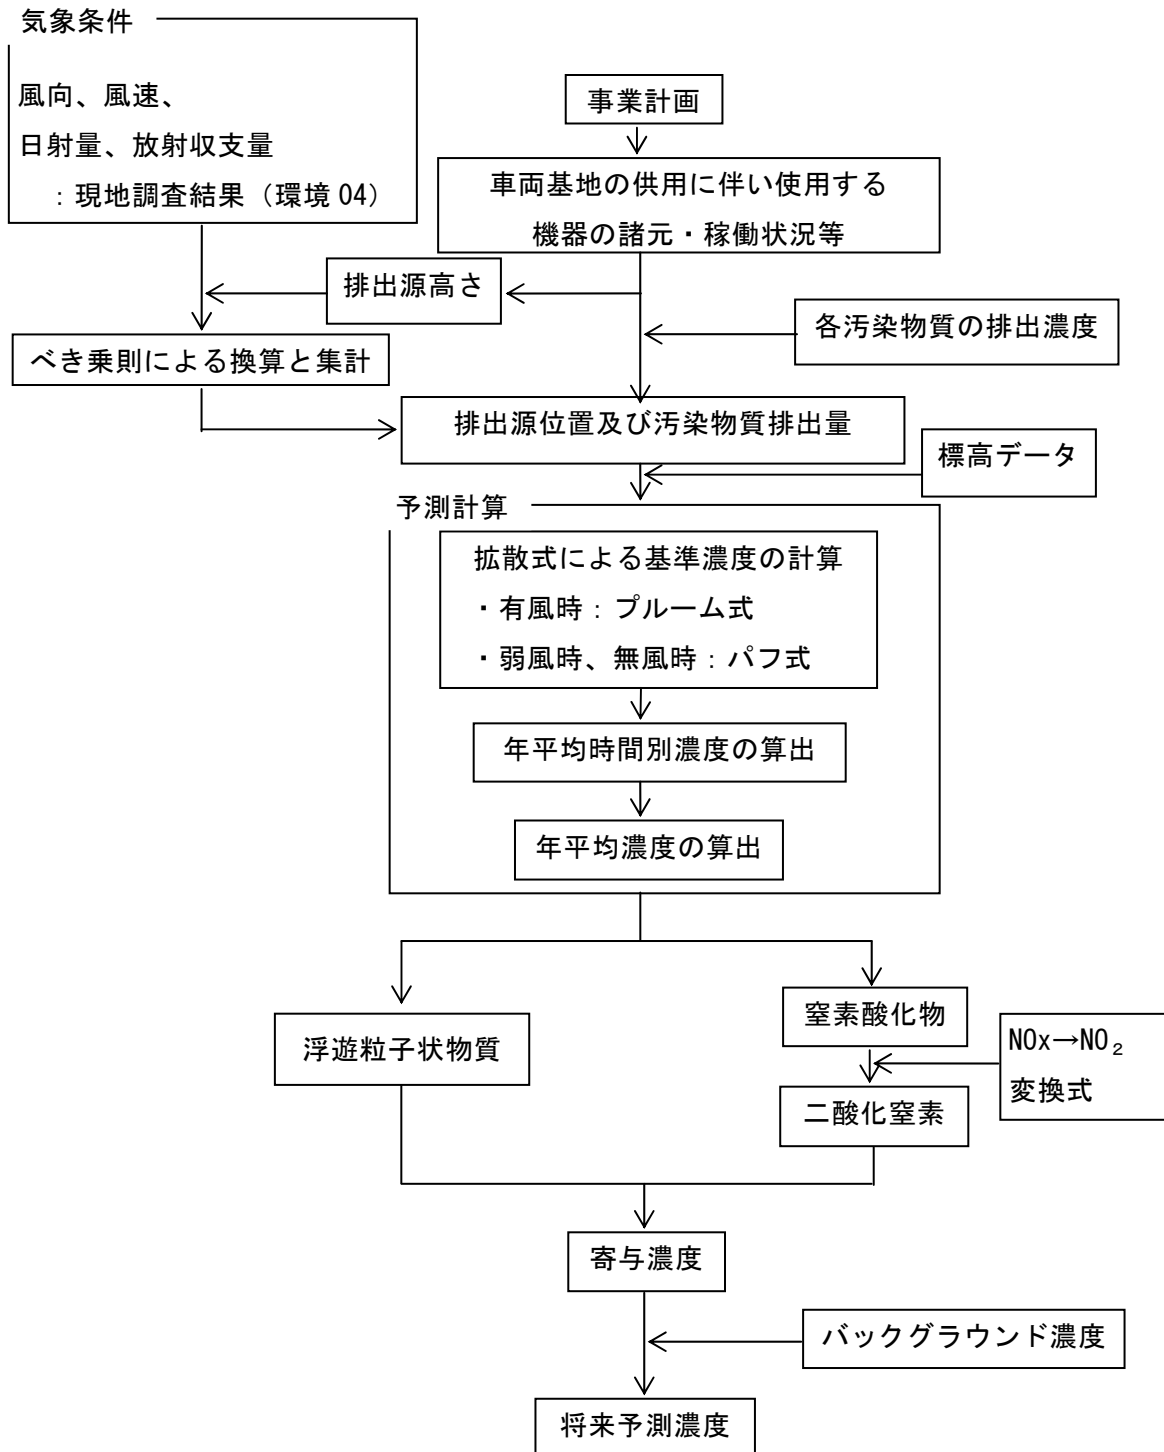 気象条件
風向、風速、
日射量、放射収支量
：現地調査結果（環境 04）
事業計画
車両基地の供用に伴い使用する
機器の諸元・稼働状況等
排出源高さ
各汚染物質の排出濃度
べき乗則による換算と集計
排出源位置及び汚染物質排出量
標高データ
予測計算
拡散式による基準濃度の計算
・有風時：プルーム式
・弱風時、無風時：パフ式
年平均時間別濃度の算出
年平均濃度の算出
浮遊粒子状物質
窒素酸化物
NOx→NO₂
変換式
二酸化窒素
寄与濃度
バックグラウンド濃度
将来予測濃度